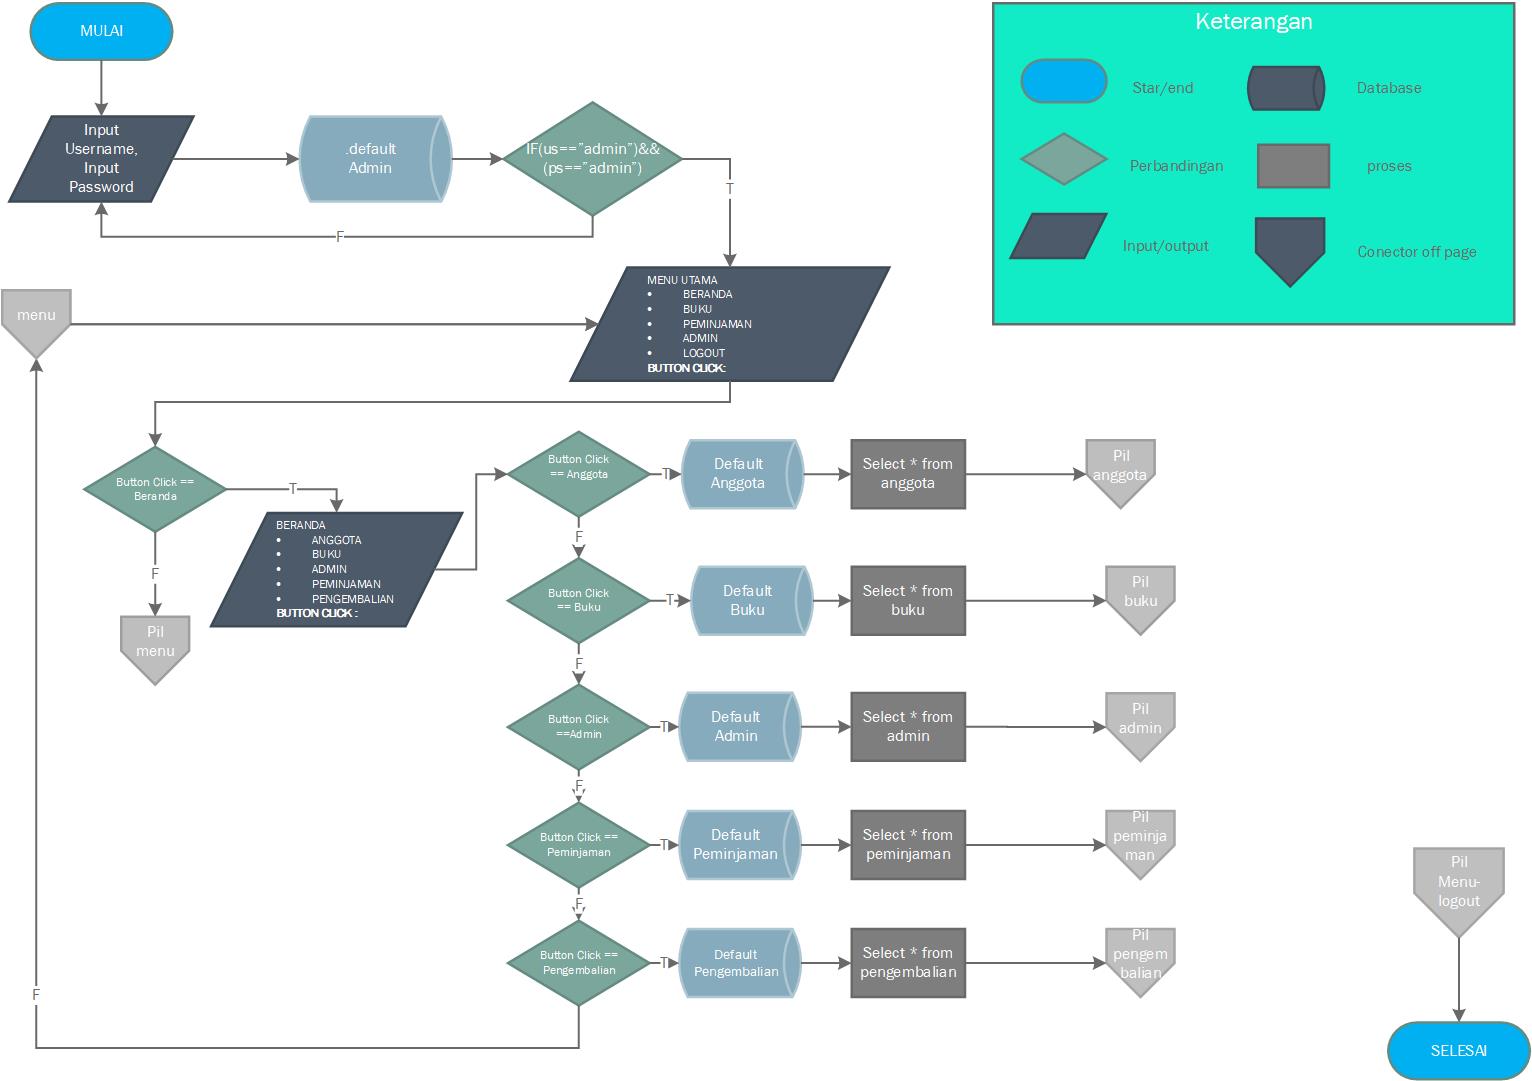 MULAI
Input
Username,
Input
Password
.default
Admin
IF(us=="admin")&&
(ps=="admin")
T
F
Keterangan
Star/end
Database
Perbandingan
proses
Input/output
Conector off page
menu
MENU UTAMA
• BERANDA
• BUKU
• PEMINJAMAN
• ADMIN
• LOGOUT
BUTTON CLICK:
Button Click ==
Beranda
T
F
Pil
menu
BERANDA
• ANGGOTA
• BUKU
• ADMIN
• PEMINJAMAN
• PENGEMBALIAN
BUTTON CLICK :
Button Click
== Anggota
T
Default
Anggota
Select * from
anggota
Pil
anggota
F
Button Click
== Buku
T
Default
Buku
Select * from
buku
Pil
buku
F
Button Click
==Admin
T
Default
Admin
Select * from
admin
Pil
admin
F
Button Click ==
Peminjaman
T
Default
Peminjaman
Select * from
peminjaman
Pil
peminja
man
F
Button Click ==
Pengembalian
T
Default
Pengembalian
Select * from
pengembalian
Pil
pengem
balian
F
Pil
Menu-
logout
SELESAI